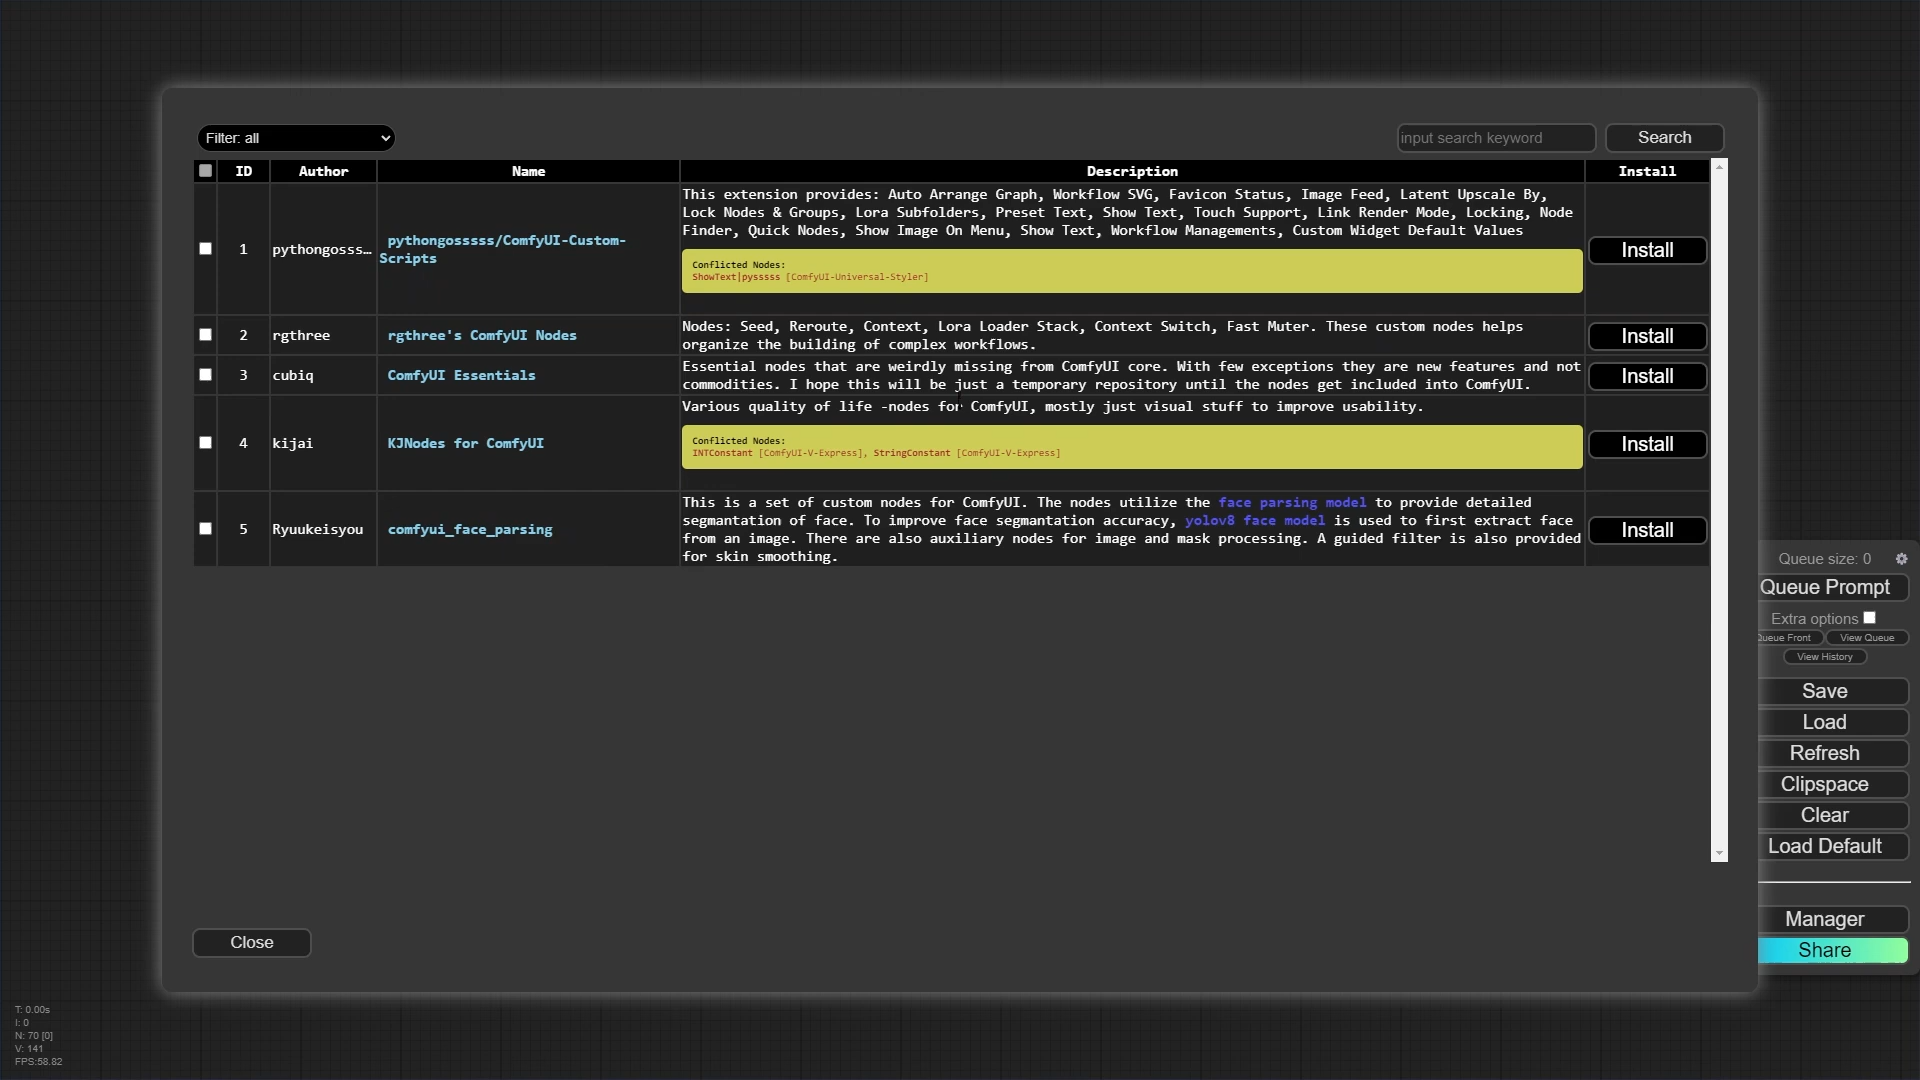 Filter: all
input search keyword
Search
ID
Author
Name
Description
Install
1
pythongosss...
pythongosssss/ComfyUI-Custom-
Scripts
This extension provides: Auto Arrange Graph, Workflow SVG, Favicon Status, Image Feed, Latent Upscale By,
Lock Nodes & Groups, Lora Subfolders, Preset Text, Show Text, Touch Support, Link Render Mode, Locking, Node
Finder, Quick Nodes, Show Image On Menu, Show Text, Workflow Managements, Custom Widget Default Values
Conflicted Nodes:
ShowText|pysssss [ComfyUI-Universal-Styler]
Install
2
rgthree
rgthree's ComfyUI Nodes
Nodes: Seed, Reroute, Context, Lora Loader Stack, Context Switch, Fast Muter. These custom nodes helps
organize the building of complex workflows.
Install
3
cubiq
ComfyUI Essentials
Essential nodes that are weirdly missing from ComfyUI core. With few exceptions they are new features and not
commodities. I hope this will be just a temporary repository until the nodes get included into ComfyUI.
Install
4
kijai
KJNodes for ComfyUI
Various quality of life -nodes for ComfyUI, mostly just visual stuff to improve usability.
Conflicted Nodes:
INTConstant [ComfyUI-V-Express], StringConstant [ComfyUI-V-Express]
Install
5
Ryuukeisyou
comfyui_face_parsing
This is a set of custom nodes for ComfyUI. The nodes utilize the face parsing model to provide detailed
segmantation of face. To improve face segmantation accuracy, yolov8 face model is used to first extract face
from an image. There are also auxiliary nodes for image and mask processing. A guided filter is also provided
for skin smoothing.
Install
Close
Queue size: 0
Queue Prompt
Extra options
Queue Front
View Queue
View History
Save
Load
Refresh
Clipspace
Clear
Load Default
Manager
Share
T: 0.00s
I: 0
N: 70 [0]
V: 141
FPS:58.82